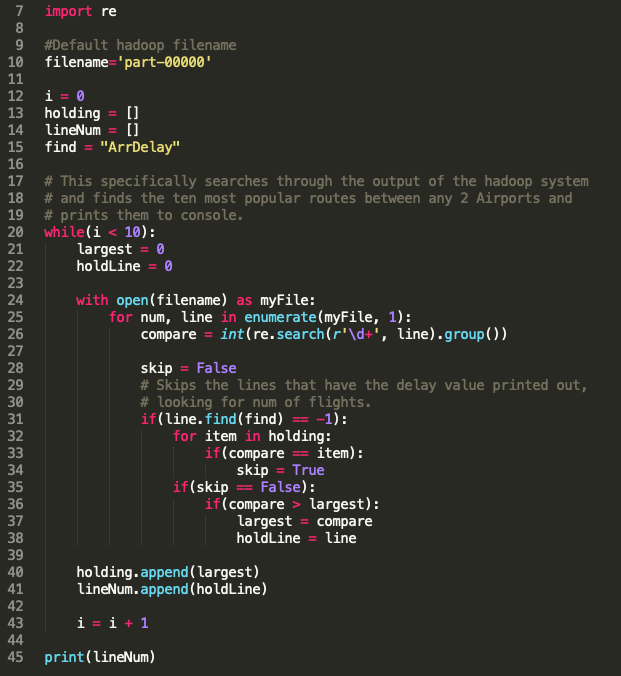 7 import re
8
9 #Default hadoop filename
10 filename='part-00000'
11
12 i = 0
13 holding = []
14 lineNum = []
15 find = "ArrDelay"
16
17 # This specifically searches through the output of the hadoop system
18 # and finds the ten most popular routes between any 2 Airports and
19 # prints them to console.
20 while(i < 10):
21     largest = 0
22     holdLine = 0
23
24     with open(filename) as myFile:
25         for num, line in enumerate(myFile, 1):
26             compare = int(re.search(r'\d+', line).group())
27
28             skip = False
29             # Skips the lines that have the delay value printed out,
30             # looking for num of flights.
31             if(line.find(find) == -1):
32                 for item in holding:
33                     if(compare == item):
34                         skip = True
35                 if(skip == False):
36                     if(compare > largest):
37                         largest = compare
38                         holdLine = line
39
40     holding.append(largest)
41     lineNum.append(holdLine)
42
43     i = i + 1
44
45 print(lineNum)